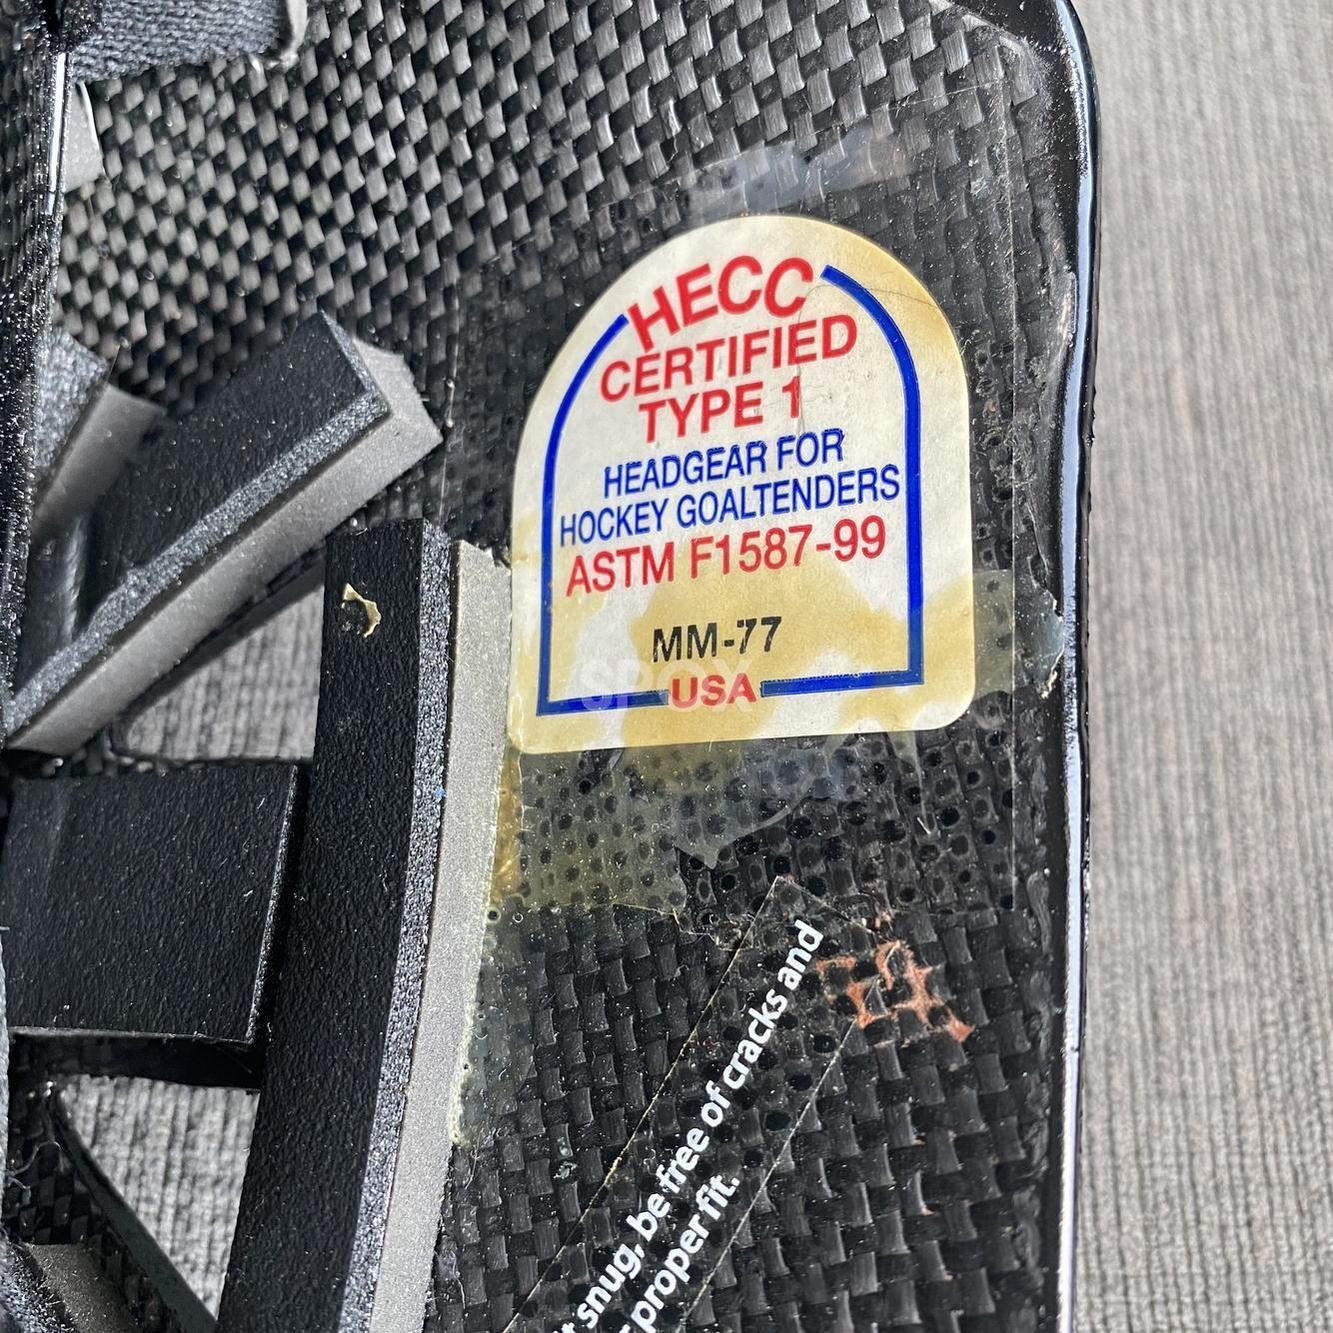 HECC
CERTIFIED
TYPE 1
HEADGEAR FOR
HOCKEY GOALTENDERS
ASTM F1587-99
MM-77
SPOX
USA
snug, be free of cracks and
proper fit.